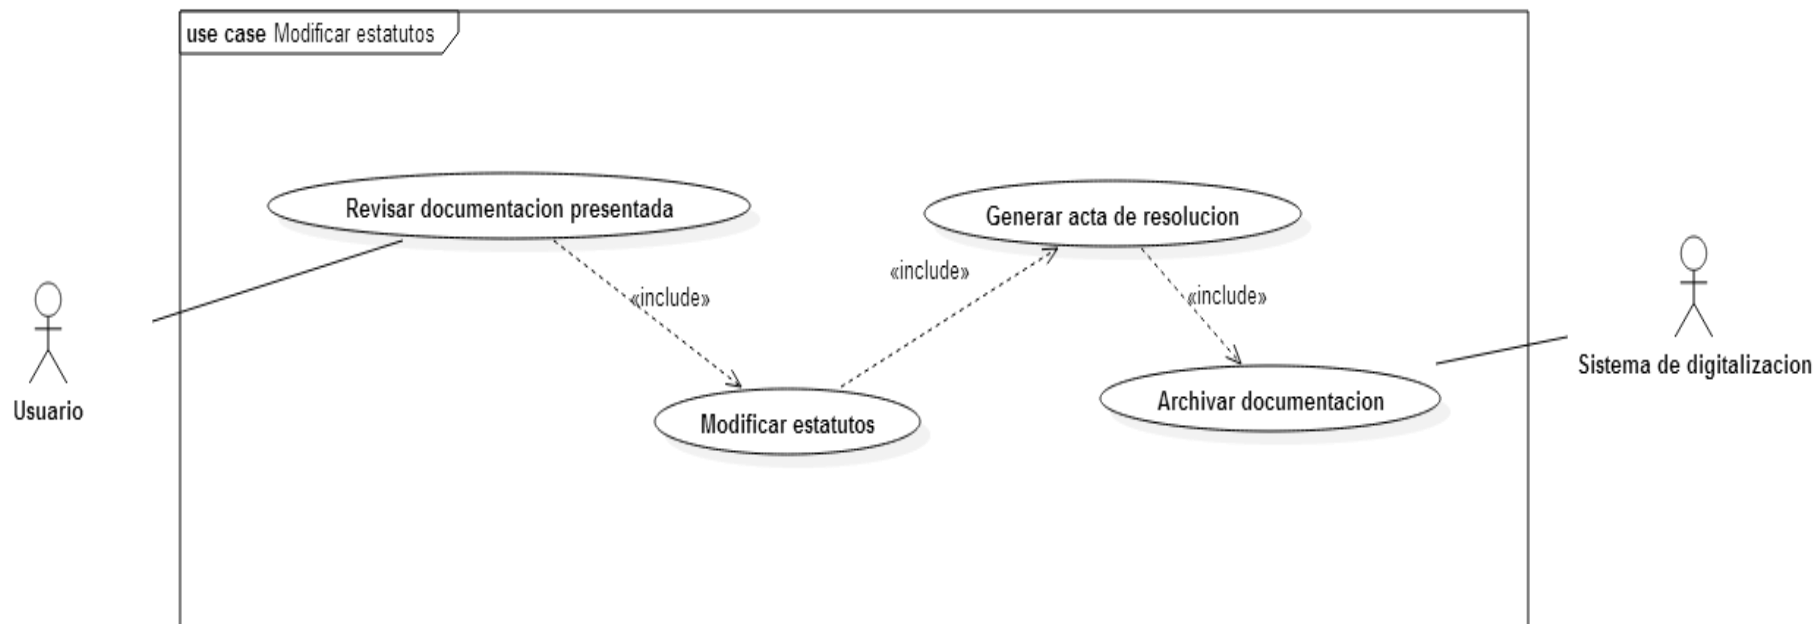 use case Modificar estatutos
Revisar documentacion presentada
Generar acta de resolucion
«include»
«include»
«include»
Sistema de digitalizacion
Archivar documentacion
Usuario
Modificar estatutos